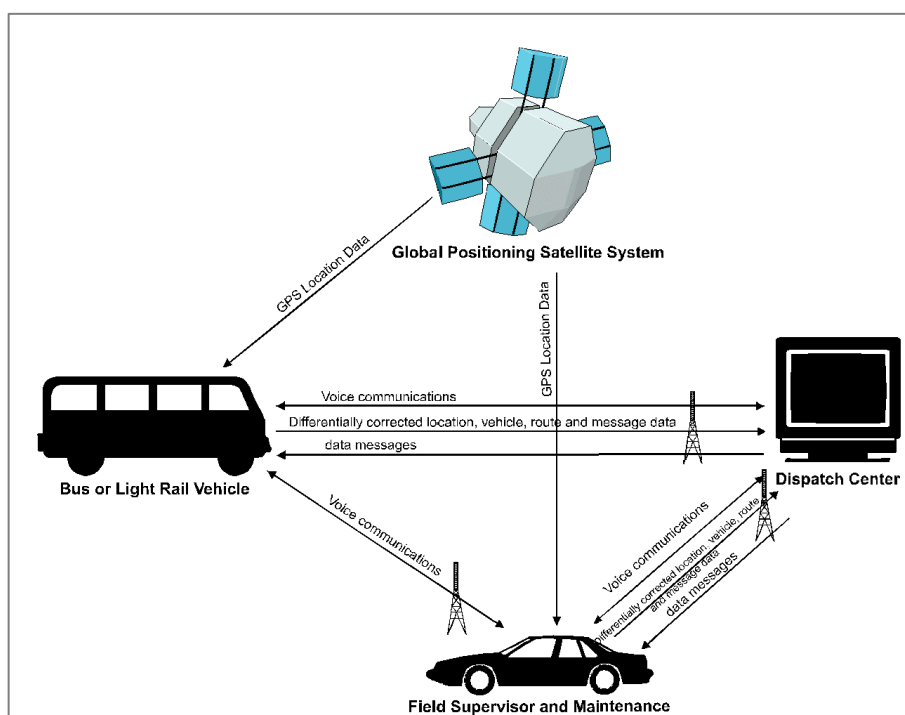 Global Positioning Satellite System
GPS Location Data
GPS Location Data
Voice communications
Differentially corrected location, vehicle, route and message data
data messages
Bus or Light Rail Vehicle
Dispatch Center
Voice communications
Voice communications
Differentially corrected location, vehicle, route
and message data
data messages
Field Supervisor and Maintenance